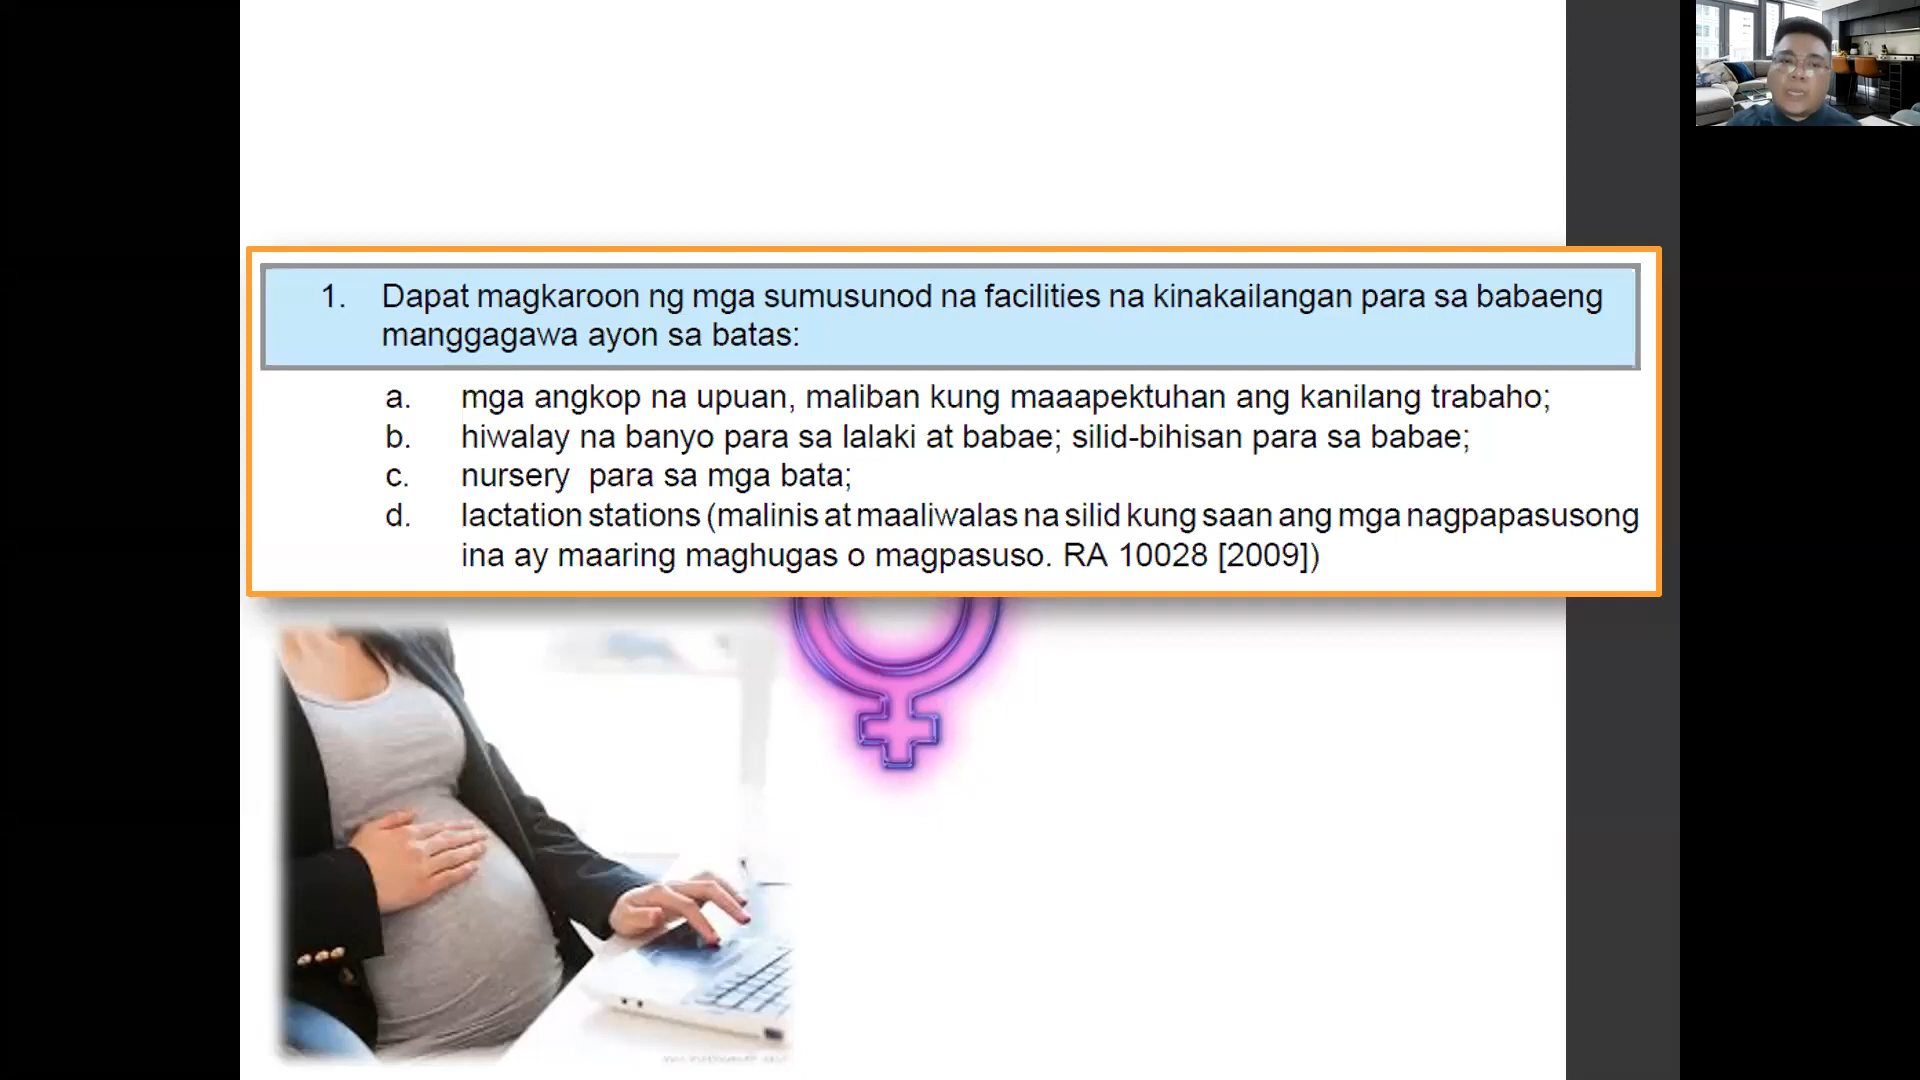 1. Dapat magkaroon ng mga sumusunod na facilities na kinakailangan para sa babaeng
manggagawa ayon sa batas:
a. mga angkop na upuan, maliban kung maaapektuhan ang kanilang trabaho;
b. hiwalay na banyo para sa lalaki at babae; silid-bihisan para sa babae;
c. nursery para sa mga bata;
d. lactation stations (malinis at maaliwalas na silid kung saan ang mga nagpapasusong
ina ay maaring maghugas o magpasuso. RA 10028 [2009])